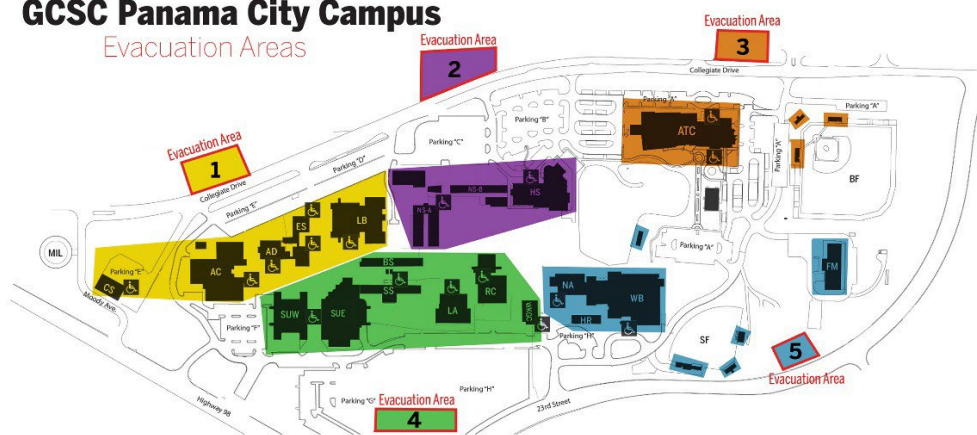 GCSC Panama City Campus
Evacuation Areas
Evacuation Area
3
Evacuation Area
2
Collegiate Drive
Parking "A"
Parking "A"
Parking "B"
ATC
Parking "C"
Evacuation Area
1
Collegiate Drive
Parking "D"
Parking "E"
Parking "A"
BF
NS-B
HS
NS-A
LB
ES
AD
AC
MIL
Parking "E"
CS
Moody Ave.
Parking "A"
FM
BS
SS
RC
LA
SUW
SUE
NA
WB
HR
Parking "F"
Parking "H"
SF
5
Evacuation Area
Highway 98
Parking "G"
Parking "H"
Evacuation Area
4
23rd Street